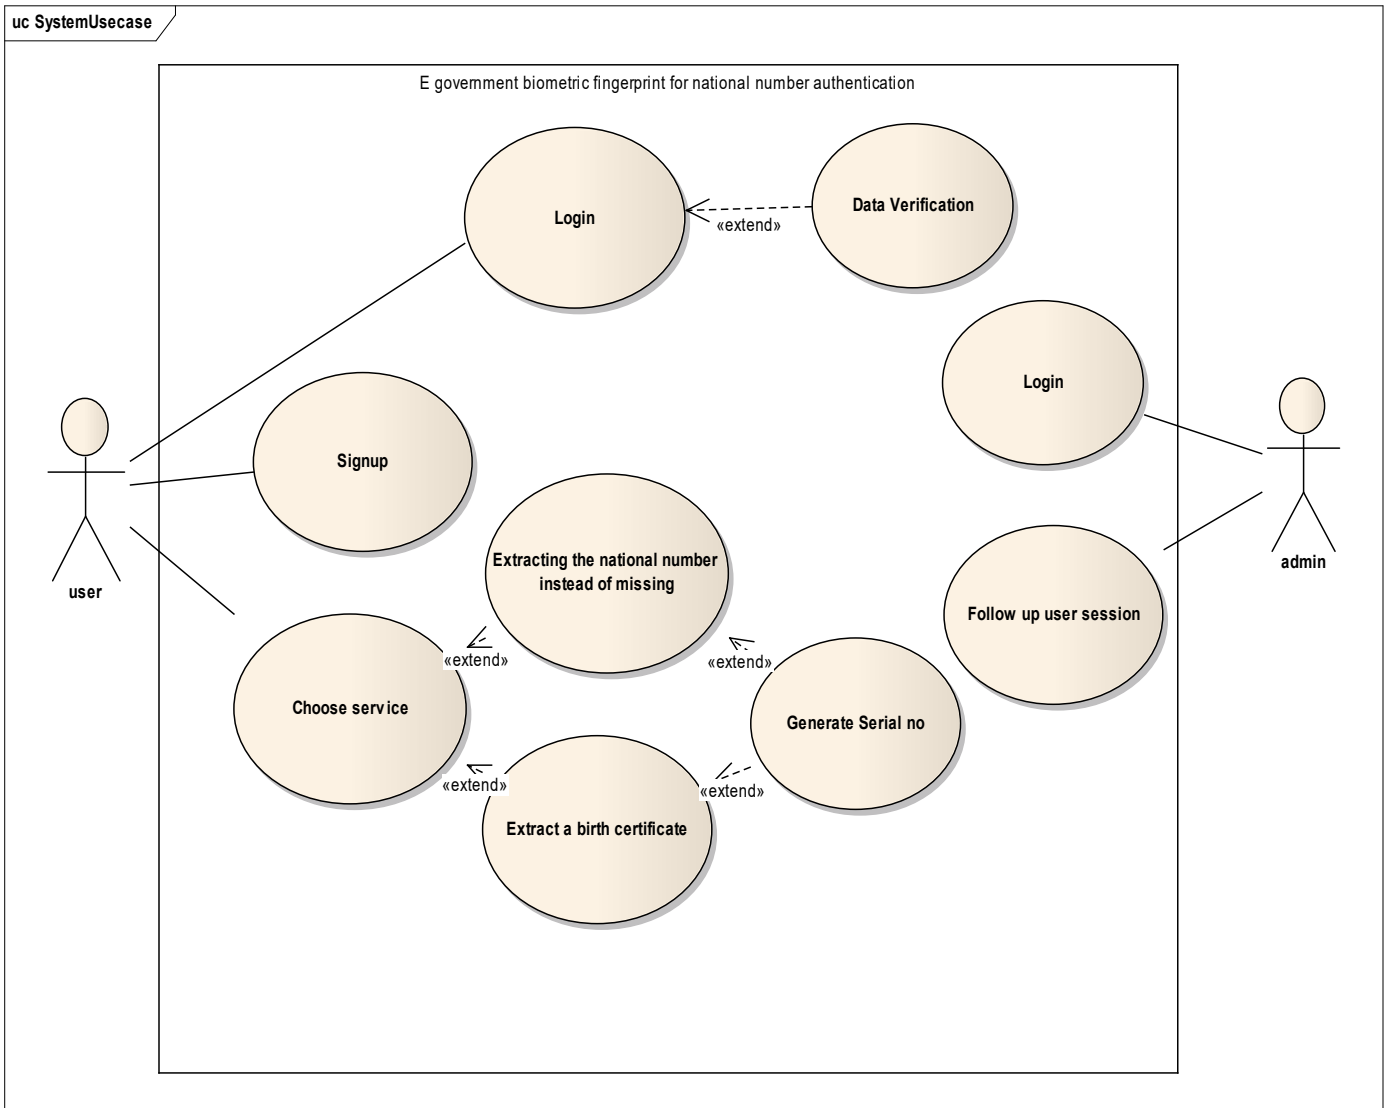 uc SystemUsecase
E government biometric fingerprint for national number authentication
Login
Data Verification
«extend»
Login
Signup
Extracting the national number
instead of missing
user
admin
Follow up user session
«extend»
«extend»
Choose service
Generate Serial no
«extend»
«extend»
Extract a birth certificate